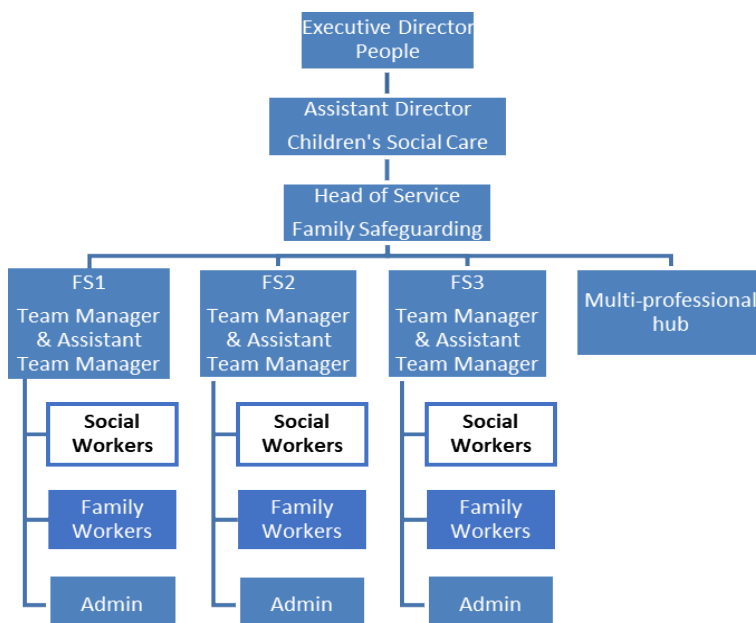 Executive Director
People
Assistant Director
Children's Social Care
Head of Service
Family Safeguarding
FS1
Team Manager
& Assistant
Team Manager
FS2
Team Manager
& Assistant
Team Manager
FS3
Team Manager
& Assistant
Team Manager
Multi-professional
hub
Social
Workers
Social
Workers
Social
Workers
Family
Workers
Family
Workers
Family
Workers
Admin
Admin
Admin